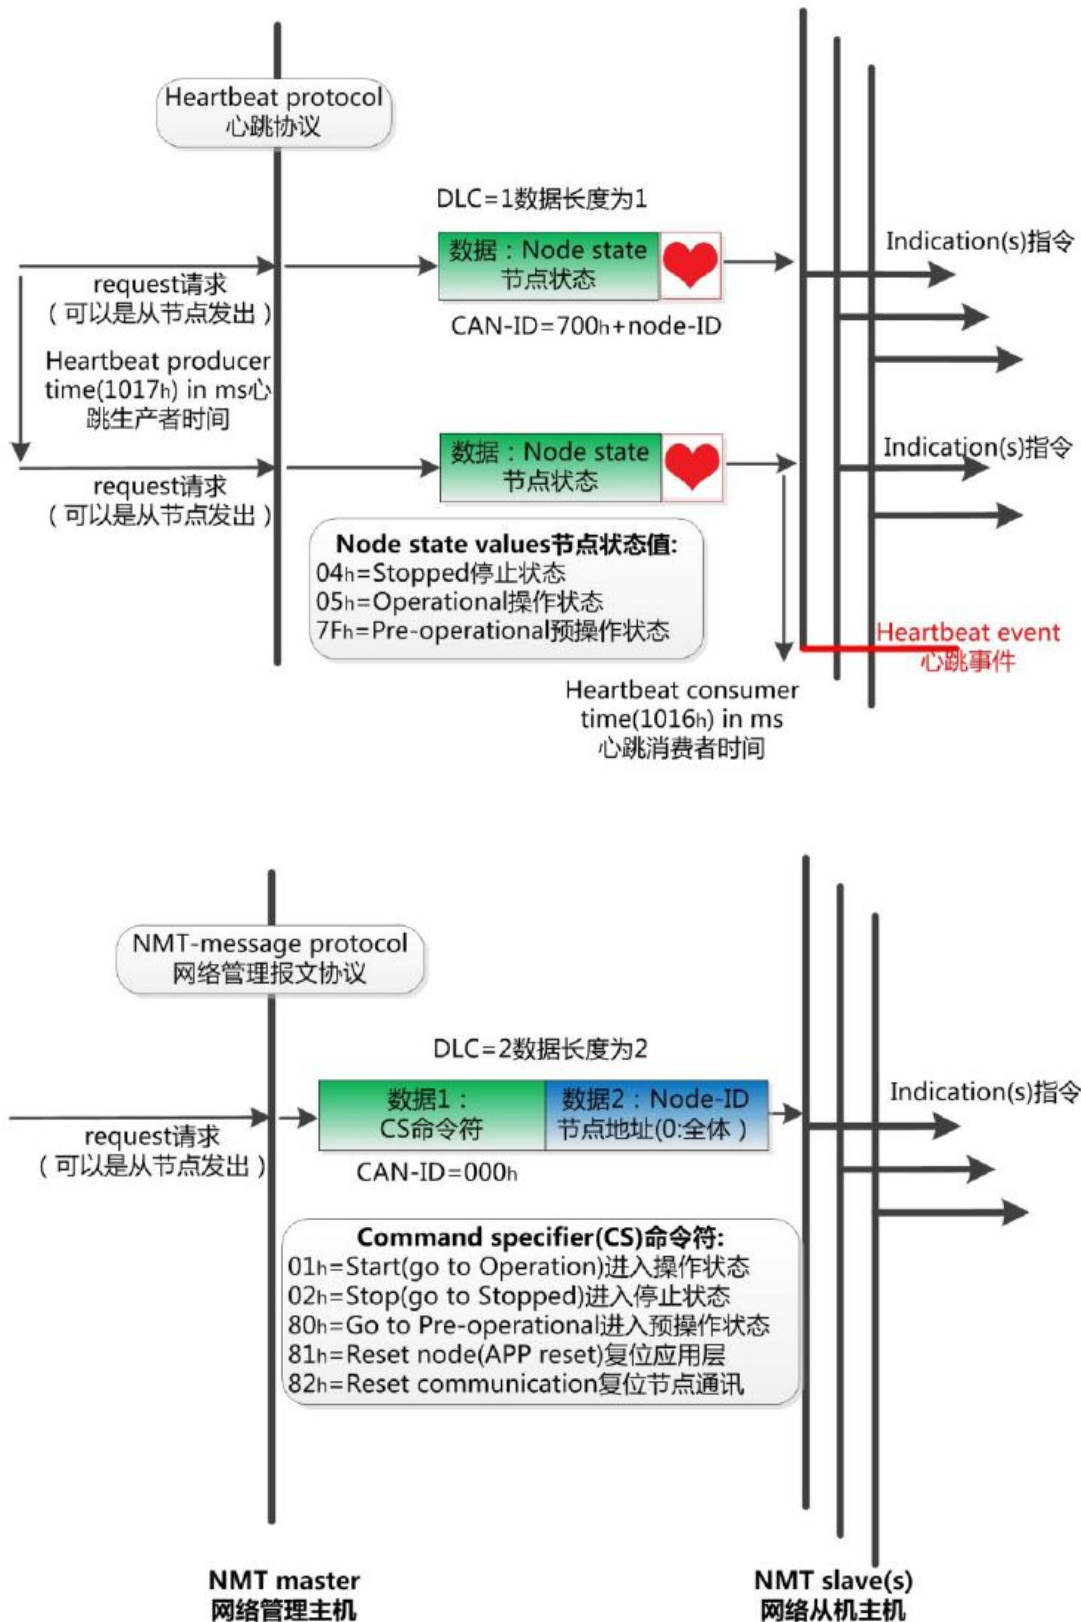 Heartbeat protocol
心跳协议
DLC=1数据长度为1
数据：Node state
节点状态
Indication(s)指令
request请求
（可以是从节点发出）
CAN-ID=700h+node-ID
Heartbeat producer
time(1017h) in ms心
跳生产者时间
数据：Node state
节点状态
Indication(s)指令
request请求
（可以是从节点发出）
Node state values节点状态值:
04h=Stopped停止状态
05h=Operational操作状态
7Fh=Pre-operational预操作状态
Heartbeat event
心跳事件
Heartbeat consumer
time(1016h) in ms
心跳消费者时间
NMT-message protocol
网络管理报文协议
DLC=2数据长度为2
数据1：
CS命令符
数据2：Node-ID
节点地址(0:全体）
Indication(s)指令
request请求
（可以是从节点发出）
CAN-ID=000h
Command specifier(CS)命令符:
01h=Start(go to Operation)进入操作状态
02h=Stop(go to Stopped)进入停止状态
80h=Go to Pre-operational进入预操作状态
81h=Reset node(APP reset)复位应用层
82h=Reset communication复位节点通讯
NMT master
网络管理主机
NMT slave(s)
网络从机主机